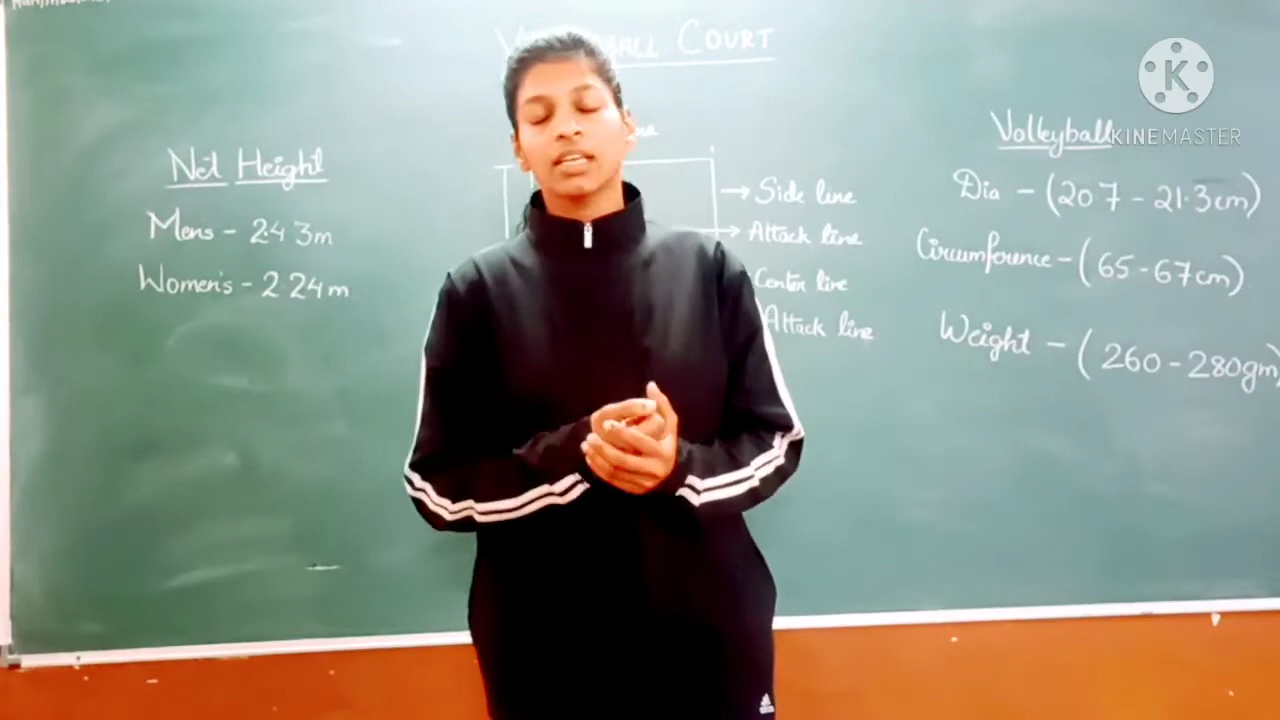 COURT
Net Height
Mens - 2.43m
Women's - 2.24m
Side line
Attack line
Center line
Attack line
Volleyball
Dia - (20.7 - 21.3cm)
Circumference - (65 - 67cm)
Weight - (260 - 280gm)
K
KINEMASTER
adidas